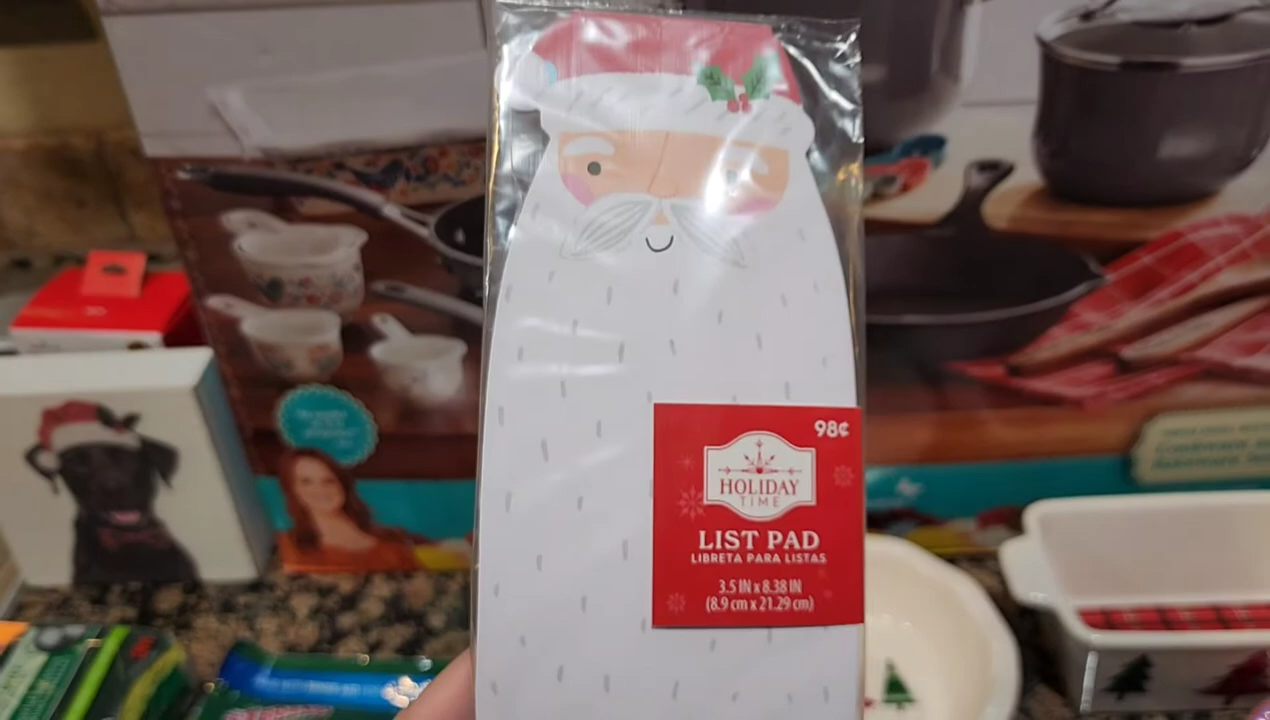 98¢
HOLIDAY
TIME
LIST PAD
LIBRETA PARA LISTAS
3.5 IN x 8.38 IN
(8.9 cm x 21.29 cm)